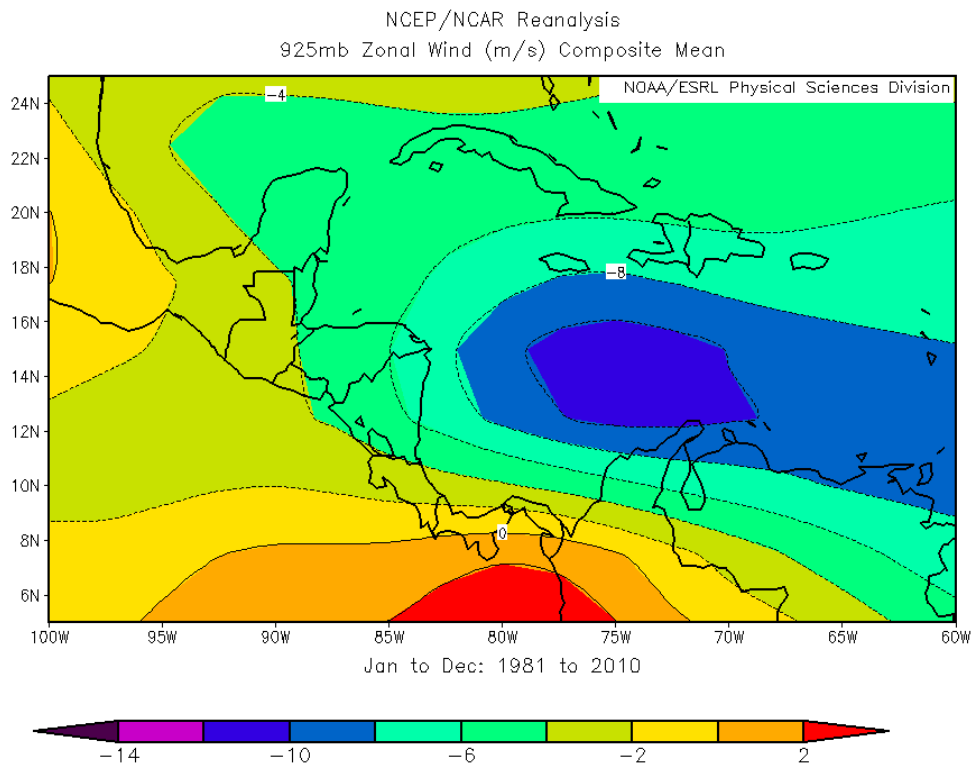 NCEP/NCAR Reanalysis
925mb Zonal Wind (m/s) Composite Mean
NOAA/ESRL Physical Sciences Division
24N
-4
22N
20N
18N
-8
16N
14N
12N
10N
8N
0
6N
100W 95W 90W 85W 80W 75W 70W 65W 60W
Jan to Dec: 1981 to 2010
-14 -10 -6 -2 2